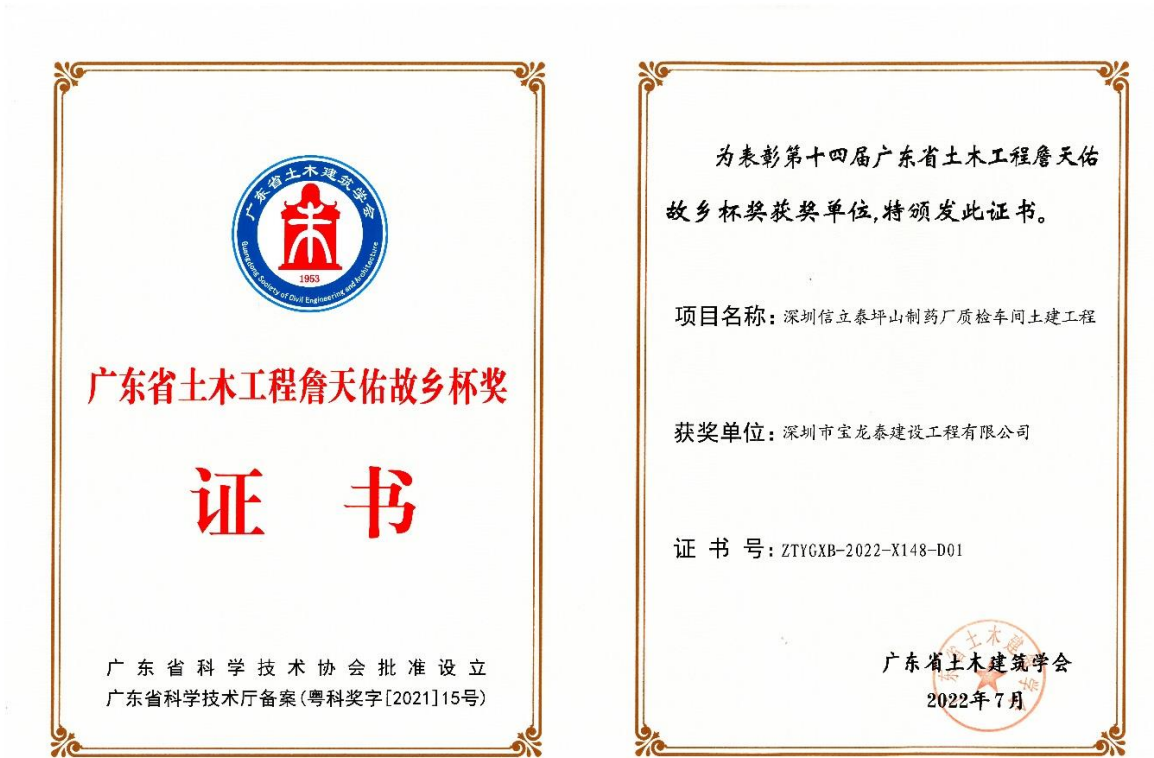 广东省土木建筑学会
1953
Guangdong Society of Civil Engineering and Architecture
广东省土木工程詹天佑故乡杯奖
证 书
广东省科学技术协会批准设立
广东省科学技术厅备案(粤科奖字[2021]15号)
为表彰第十四届广东省土木工程詹天佑
故乡杯奖获奖单位,特颁发此证书。
项目名称:深圳信立泰坪山制药厂质检车间土建工程
获奖单位:深圳市宝龙泰建设工程有限公司
证 书 号:ZTYGXB-2022-X148-D01
广东省土木建筑学会
2022年7月